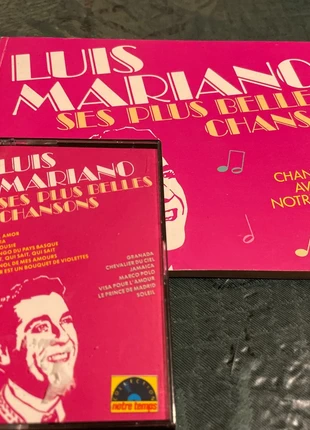 LUIS
MARIANO
SES PLUS BELLES
CHANS
CHAN
AV
NOTR
LUIS
MARIANO
SES PLUS BELLES
CHANSONS
AMOR
GO DU PAYS BASQUE
QUI SAIT, QUI SAIT
OL DE MES AMOURS
EST UN BOUQUET DE VIOLETTES
GRANADA
CHEVALIER DU CIEL
JAMAICA
MARCO POLO
VISA POUR L'AMOUR
LE PRINCE DE MADRID
SOLEIL
notre temps